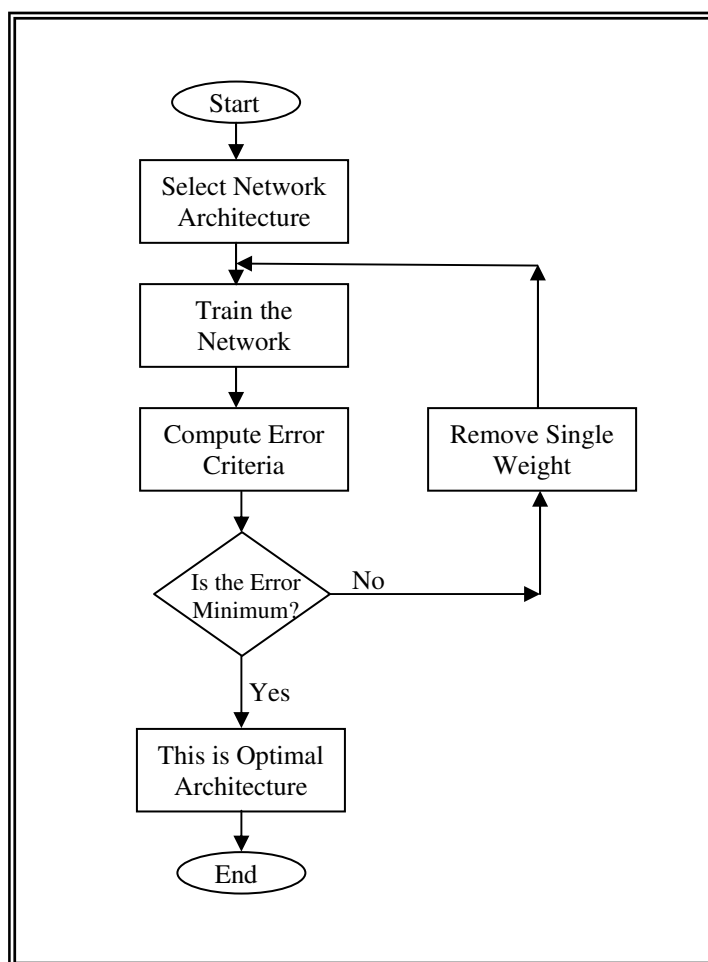 Start
Select Network
Architecture
Train the
Network
Compute Error
Criteria
Remove Single
Weight
Is the Error
Minimum?
No
Yes
This is Optimal
Architecture
End